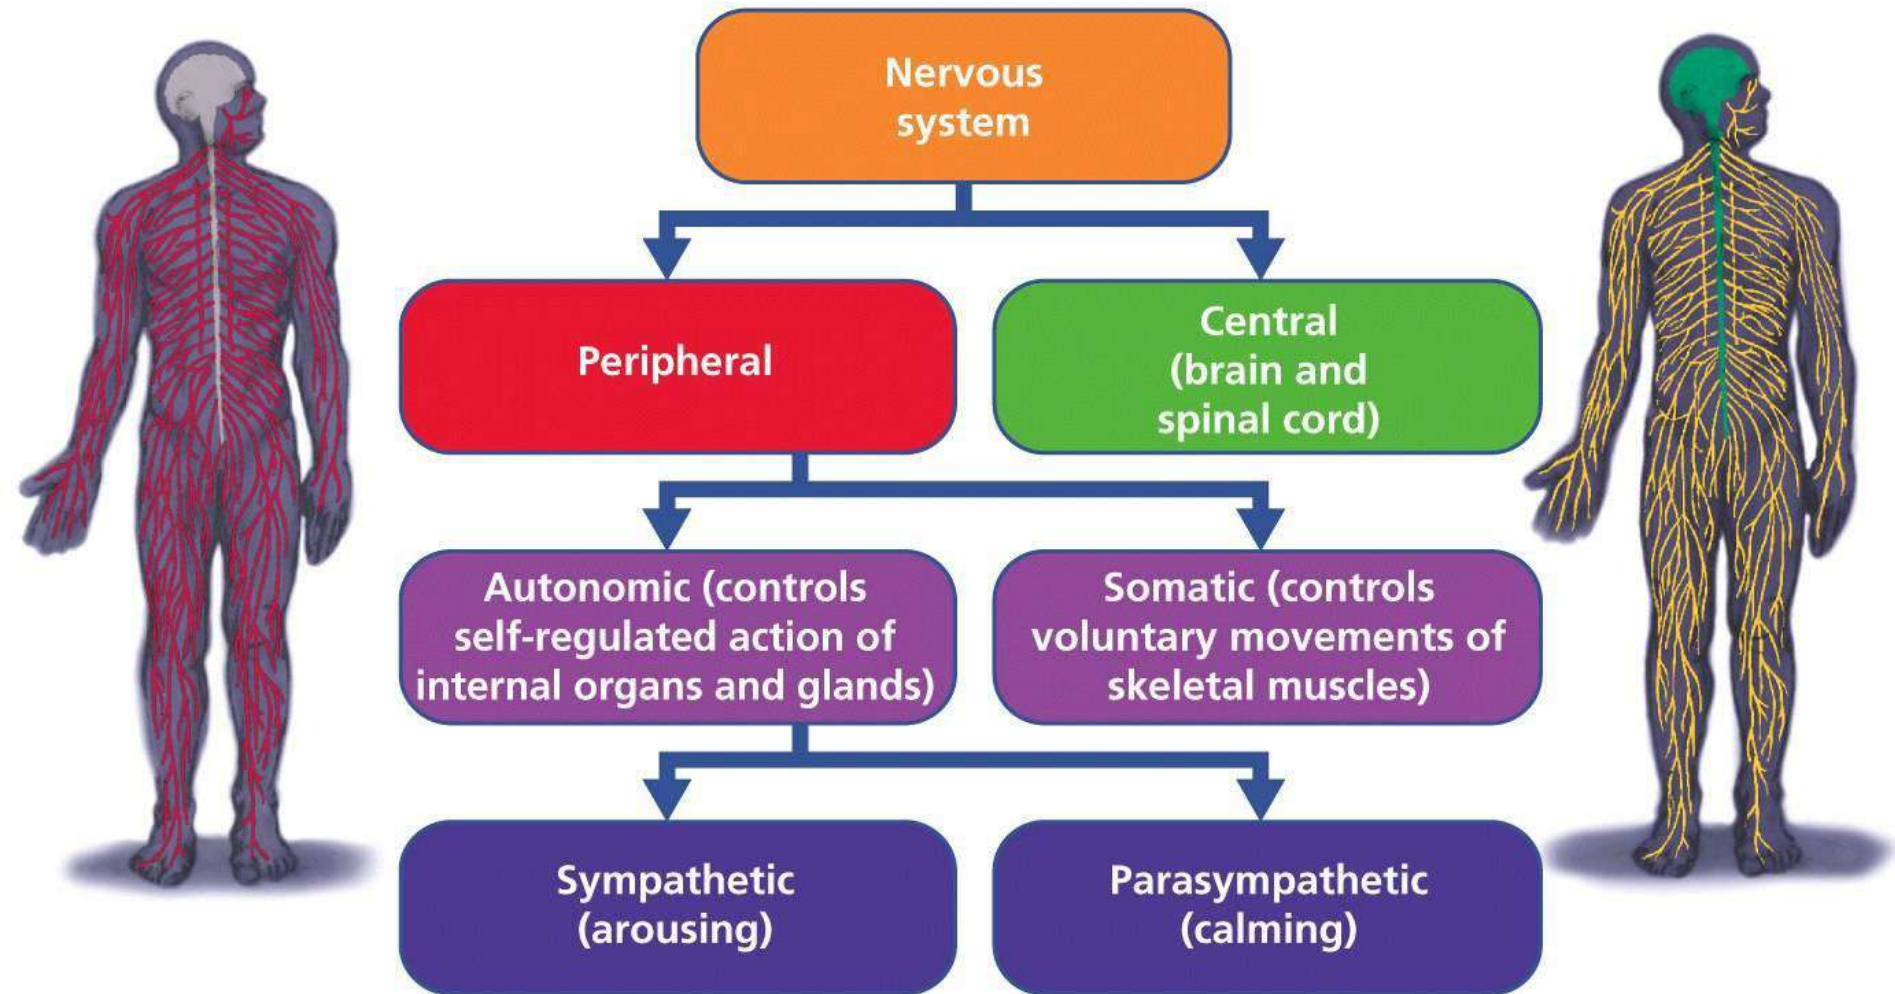 Nervous
system
Peripheral
Central
(brain and
spinal cord)
Autonomic (controls
self-regulated action of
internal organs and glands)
Somatic (controls
voluntary movements of
skeletal muscles)
Sympathetic
(arousing)
Parasympathetic
(calming)